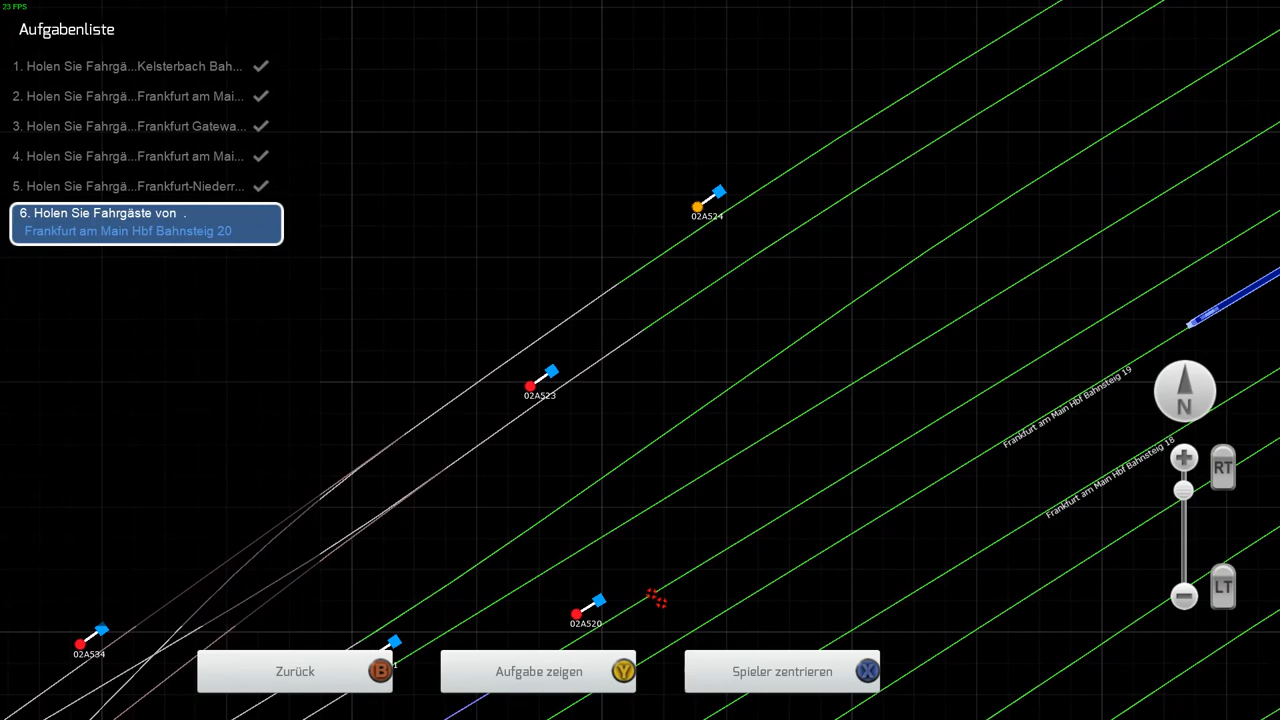 23 FPS
Aufgabenliste
1. Holen Sie Fahrgä...Kelsterbach Bah...
2. Holen Sie Fahrgä...Frankfurt am Mai...
3. Holen Sie Fahrgä...Frankfurt Gatewa...
4. Holen Sie Fahrgä...Frankfurt am Mai...
5. Holen Sie Fahrgä...Frankfurt-Niederr...
6. Holen Sie Fahrgäste von .
Frankfurt am Main Hbf Bahnsteig 20
02A524
02A523
Frankfurt am Main Hbf Bahnsteig 19
N
Frankfurt am Main Hbf Bahnsteig 18
RT
LT
02A520
02A534
1
Zurück B
Aufgabe zeigen Y
Spieler zentrieren X